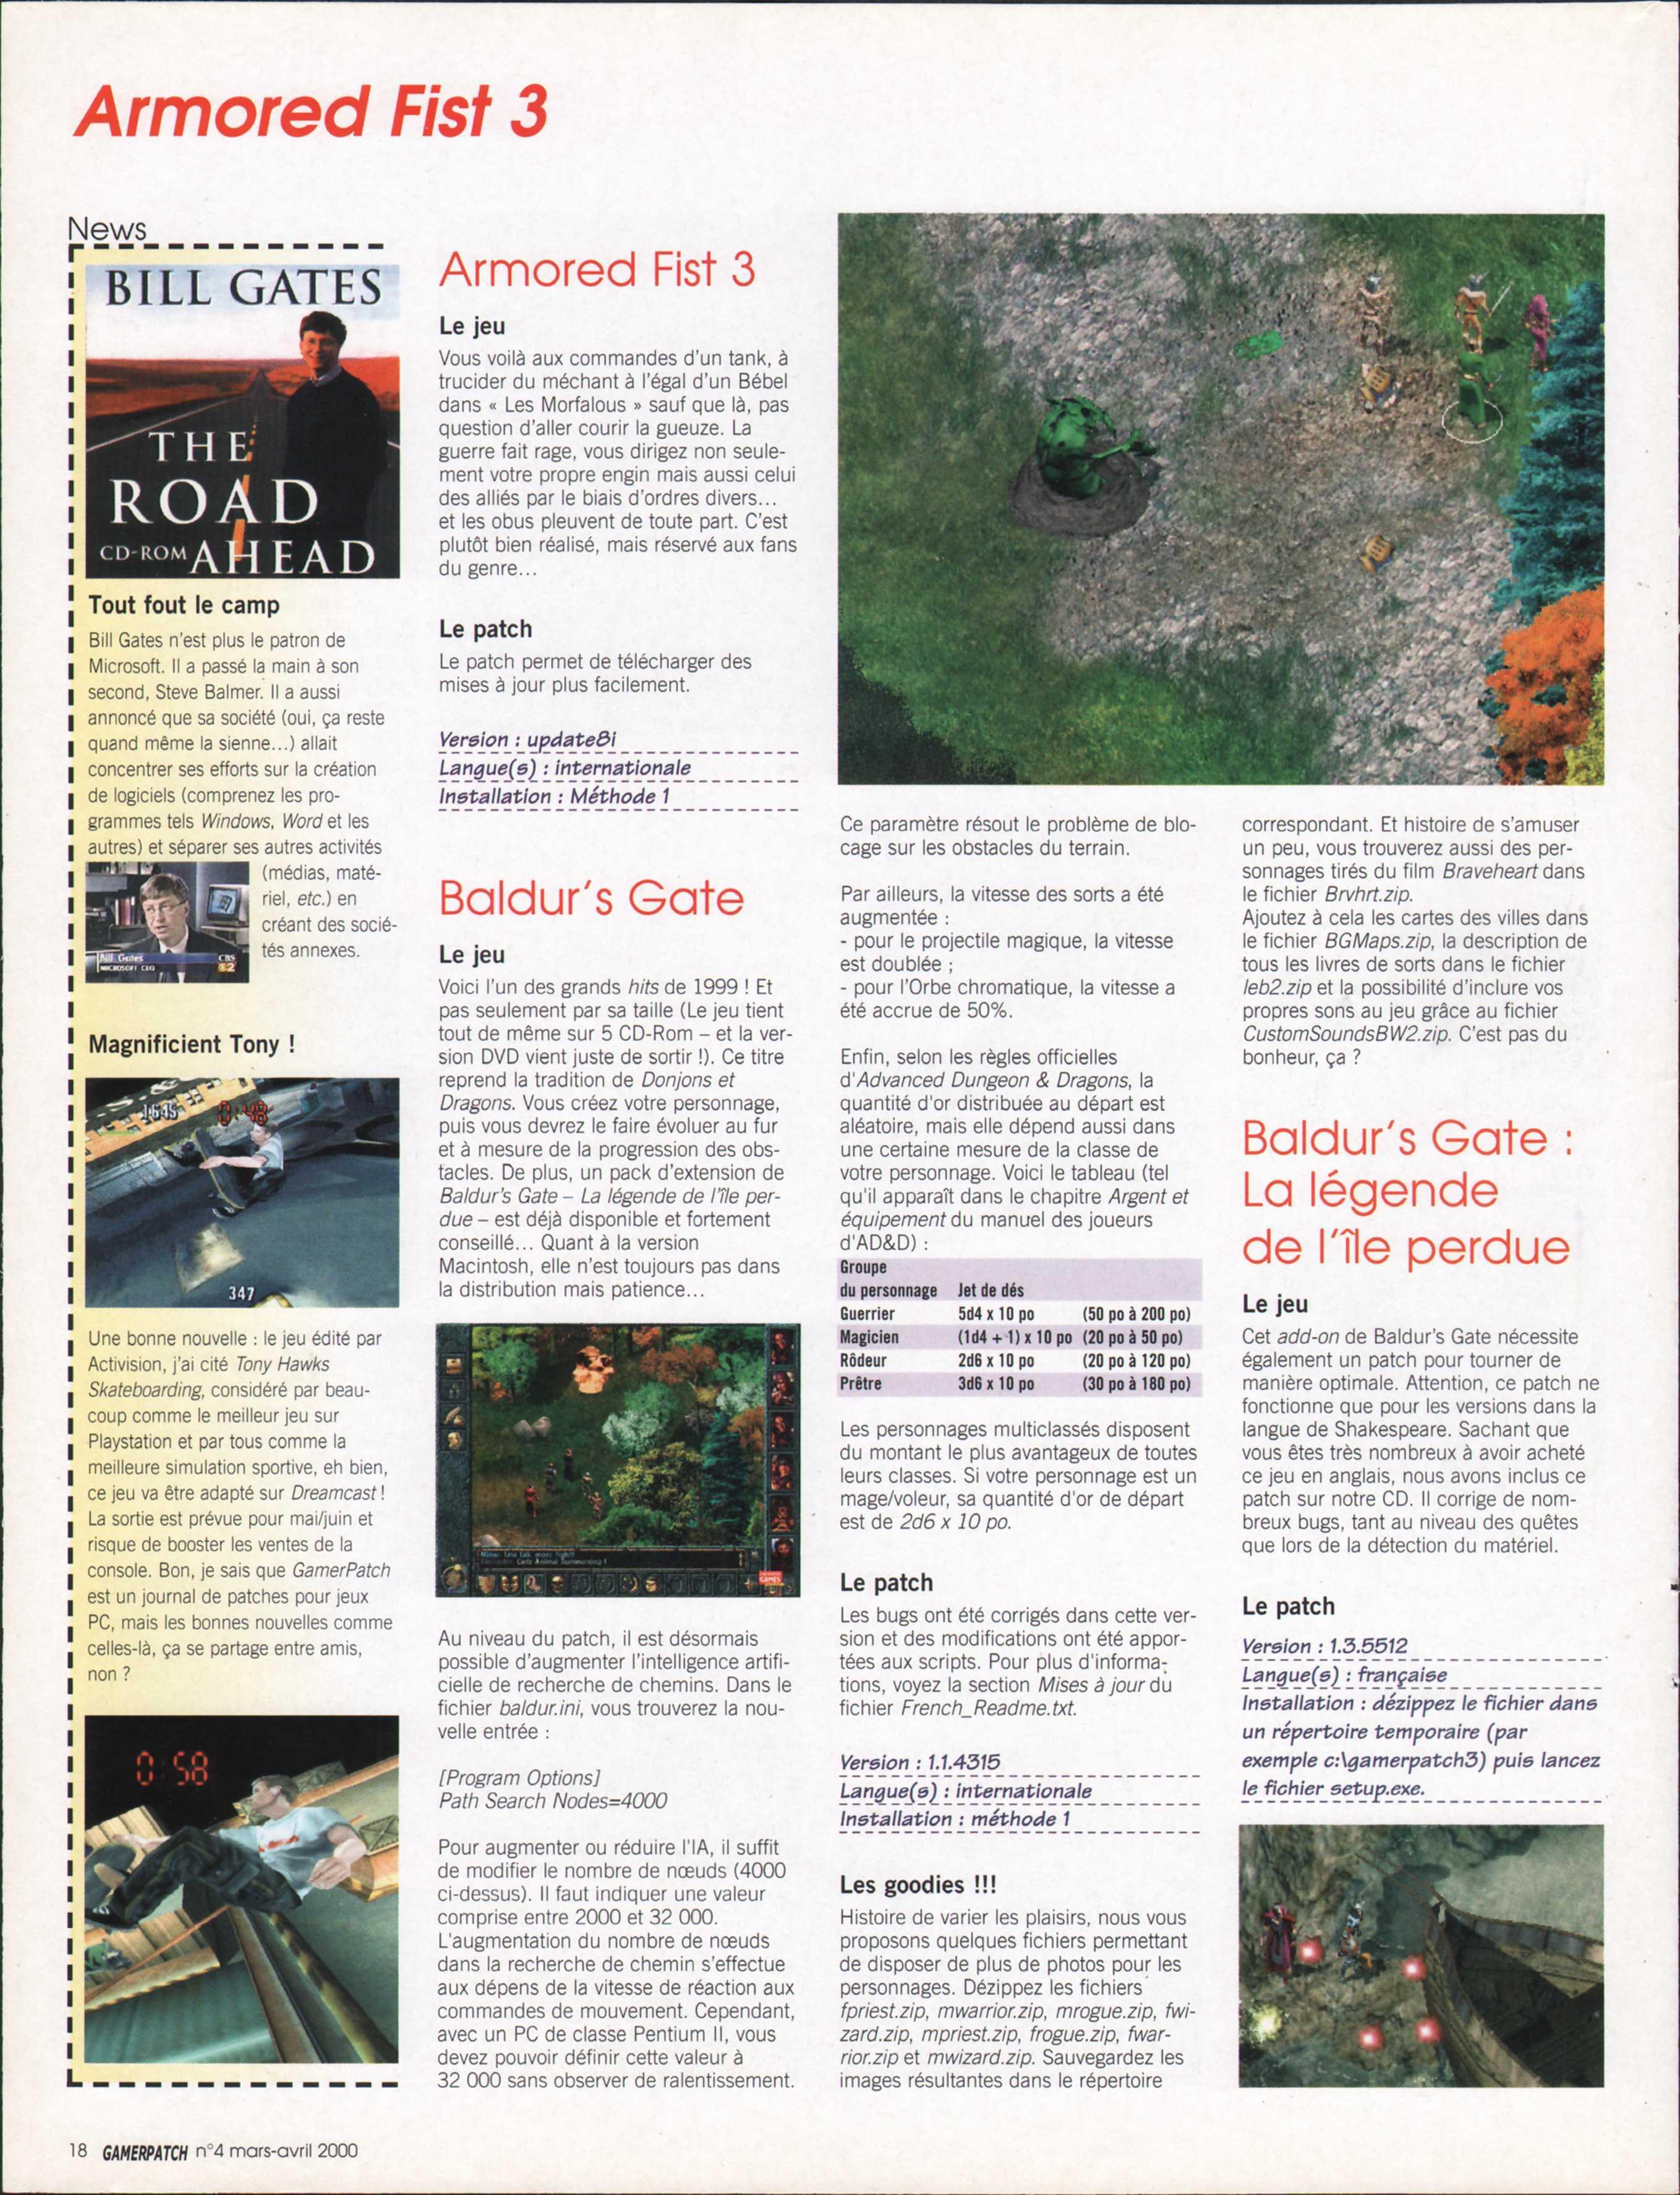 Armored Fist 3
News
BILL GATES
THE
ROAD
CD-ROM AHEAD
Tout fout le camp
Bill Gates n'est plus le patron de
Microsoft. Il a passé la main à son
second, Steve Balmer. Il a aussi
annoncé que sa société (oui, ça reste
quand même la sienne...) allait
concentrer ses efforts sur la création
de logiciels (comprenez les pro-
grammes tels Windows, Word et les
autres) et séparer ses autres activités
(médias, maté-
riel, etc.) en
créant des socié-
tés annexes.
Bill Gates
MICROSOFT CEO
CBS
2
Magnificient Tony !
1645
0:48
347
Une bonne nouvelle : le jeu édité par
Activision, j'ai cité Tony Hawks
Skateboarding, considéré par beau-
coup comme le meilleur jeu sur
Playstation et par tous comme la
meilleure simulation sportive, eh bien,
ce jeu va être adapté sur Dreamcast !
La sortie est prévue pour mai/juin et
risque de booster les ventes de la
console. Bon, je sais que GamerPatch
est un journal de patches pour jeux
PC, mais les bonnes nouvelles comme
celles-là, ça se partage entre amis,
non ?
0:58
Armored Fist 3
Le jeu
Vous voilà aux commandes d'un tank, à
trucider du méchant à l'égal d'un Bébel
dans « Les Morfalous » sauf que là, pas
question d'aller courir la gueuze. La
guerre fait rage, vous dirigez non seule-
ment votre propre engin mais aussi celui
des alliés par le biais d'ordres divers...
et les obus pleuvent de toute part. C'est
plutôt bien réalisé, mais réservé aux fans
du genre...
Le patch
Le patch permet de télécharger des
mises à jour plus facilement.
Version : update8i
Langue(s) : internationale
Installation : Méthode 1
Baldur's Gate
Le jeu
Voici l'un des grands hits de 1999 ! Et
pas seulement par sa taille (Le jeu tient
tout de même sur 5 CD-Rom – et la ver-
sion DVD vient juste de sortir !). Ce titre
reprend la tradition de Donjons et
Dragons. Vous créez votre personnage,
puis vous devrez le faire évoluer au fur
et à mesure de la progression des obs-
tacles. De plus, un pack d'extension de
Baldur's Gate – La légende de l'île per-
due – est déjà disponible et fortement
conseillé... Quant à la version
Macintosh, elle n'est toujours pas dans
la distribution mais patience...
Au niveau du patch, il est désormais
possible d'augmenter l'intelligence artifi-
cielle de recherche de chemins. Dans le
fichier baldur.ini, vous trouverez la nou-
velle entrée :
[Program Options]
Path Search Nodes=4000
Pour augmenter ou réduire l'IA, il suffit
de modifier le nombre de nœuds (4000
ci-dessus). Il faut indiquer une valeur
comprise entre 2000 et 32 000.
L'augmentation du nombre de nœuds
dans la recherche de chemin s'effectue
aux dépens de la vitesse de réaction aux
commandes de mouvement. Cependant,
avec un PC de classe Pentium II, vous
devez pouvoir définir cette valeur à
32 000 sans observer de ralentissement.
Ce paramètre résout le problème de blo-
cage sur les obstacles du terrain.
Par ailleurs, la vitesse des sorts a été
augmentée :
- pour le projectile magique, la vitesse
est doublée ;
- pour l'Orbe chromatique, la vitesse a
été accrue de 50%.
Enfin, selon les règles officielles
d'Advanced Dungeon & Dragons, la
quantité d'or distribuée au départ est
aléatoire, mais elle dépend aussi dans
une certaine mesure de la classe de
votre personnage. Voici le tableau (tel
qu'il apparaît dans le chapitre Argent et
équipement du manuel des joueurs
d'AD&D) :
Groupe
du personnage Jet de dés
Guerrier 5d4 x 10 po (50 po à 200 po)
Magicien (1d4 + 1) x 10 po (20 po à 50 po)
Rôdeur 2d6 x 10 po (20 po à 120 po)
Prêtre 3d6 x 10 po (30 po à 180 po)
Les personnages multiclassés disposent
du montant le plus avantageux de toutes
leurs classes. Si votre personnage est un
mage/voleur, sa quantité d'or de départ
est de 2d6 x 10 po.
Le patch
Les bugs ont été corrigés dans cette ver-
sion et des modifications ont été appor-
tées aux scripts. Pour plus d'informa-
tions, voyez la section Mises à jour du
fichier French_Readme.txt.
Version : 1.1.4315
Langue(s) : internationale
Installation : méthode 1
Les goodies !!!
Histoire de varier les plaisirs, nous vous
proposons quelques fichiers permettant
de disposer de plus de photos pour les
personnages. Dézippez les fichiers
fpriest.zip, mwarrior.zip, mrogue.zip, fwi-
zard.zip, mpriest.zip, frogue.zip, fwar-
rior.zip et mwizard.zip. Sauvegardez les
images résultantes dans le répertoire
correspondant. Et histoire de s'amuser
un peu, vous trouverez aussi des per-
sonnages tirés du film Braveheart dans
le fichier Brvhrt.zip.
Ajoutez à cela les cartes des villes dans
le fichier BGMaps.zip, la description de
tous les livres de sorts dans le fichier
leb2.zip et la possibilité d'inclure vos
propres sons au jeu grâce au fichier
CustomSoundsBW2.zip. C'est pas du
bonheur, ça ?
Baldur's Gate :
La légende
de l'île perdue
Le jeu
Cet add-on de Baldur's Gate nécessite
également un patch pour tourner de
manière optimale. Attention, ce patch ne
fonctionne que pour les versions dans la
langue de Shakespeare. Sachant que
vous êtes très nombreux à avoir acheté
ce jeu en anglais, nous avons inclus ce
patch sur notre CD. Il corrige de nom-
breux bugs, tant au niveau des quêtes
que lors de la détection du matériel.
Le patch
Version : 1.3.5512
Langue(s) : française
Installation : dézippez le fichier dans
un répertoire temporaire (par
exemple c:\gamerpatch3) puis lancez
le fichier setup.exe.
18 GAMERPATCH n°4 mars-avril 2000